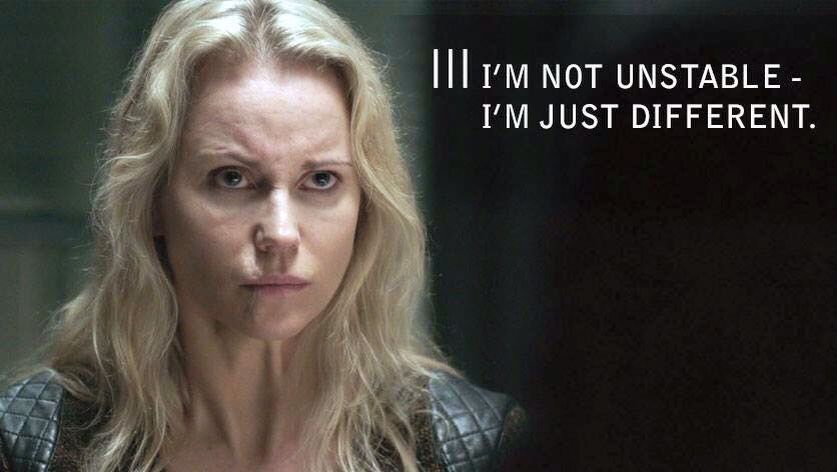 III I'M NOT UNSTABLE -
I'M JUST DIFFERENT.